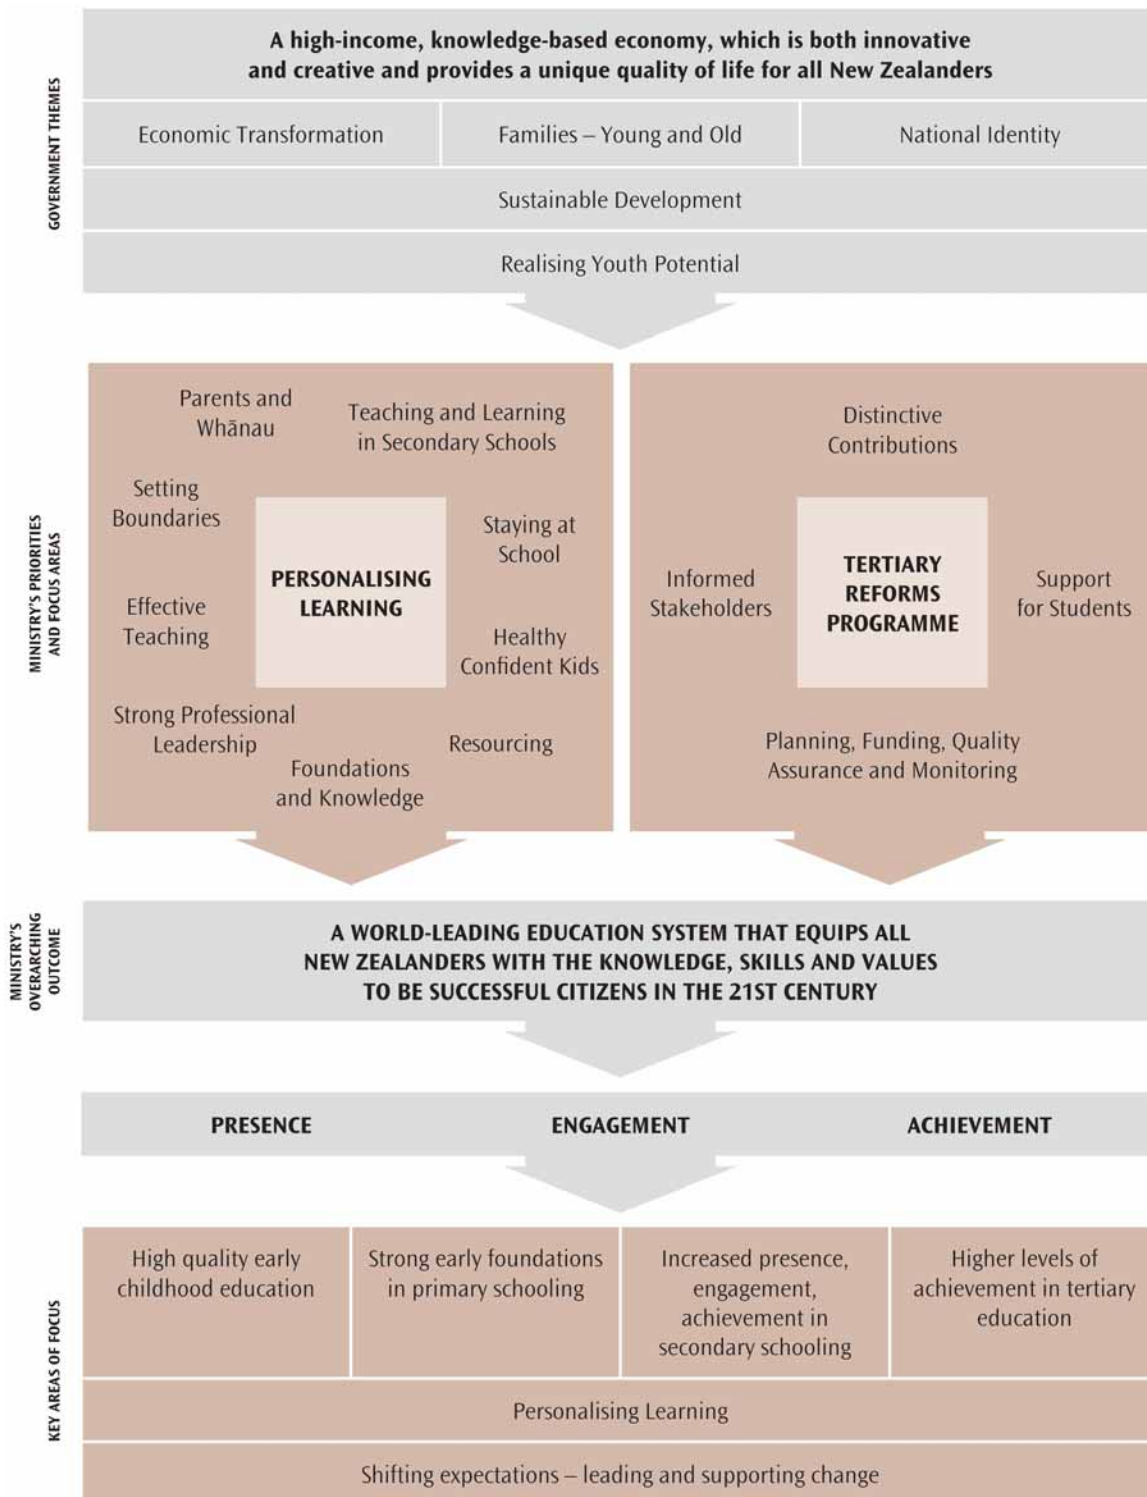 A high-income, knowledge-based economy, which is both innovative
and creative and provides a unique quality of life for all New Zealanders
GOVERNMENT THEMES
Economic Transformation
Families – Young and Old
National Identity
Sustainable Development
Realising Youth Potential
MINISTRY'S PRIORITIES
AND FOCUS AREAS
Parents and
Whānau
Teaching and Learning
in Secondary Schools
Setting
Boundaries
Staying at
School
PERSONALISING
LEARNING
Effective
Teaching
Healthy
Confident Kids
Strong Professional
Leadership
Resourcing
Foundations
and Knowledge
Distinctive
Contributions
Informed
Stakeholders
TERTIARY
REFORMS
PROGRAMME
Support
for Students
Planning, Funding, Quality
Assurance and Monitoring
MINISTRY'S
OVERARCHING
OUTCOME
A WORLD-LEADING EDUCATION SYSTEM THAT EQUIPS ALL
NEW ZEALANDERS WITH THE KNOWLEDGE, SKILLS AND VALUES
TO BE SUCCESSFUL CITIZENS IN THE 21ST CENTURY
PRESENCE
ENGAGEMENT
ACHIEVEMENT
KEY AREAS OF FOCUS
High quality early
childhood education
Strong early foundations
in primary schooling
Increased presence,
engagement,
achievement in
secondary schooling
Higher levels of
achievement in tertiary
education
Personalising Learning
Shifting expectations – leading and supporting change